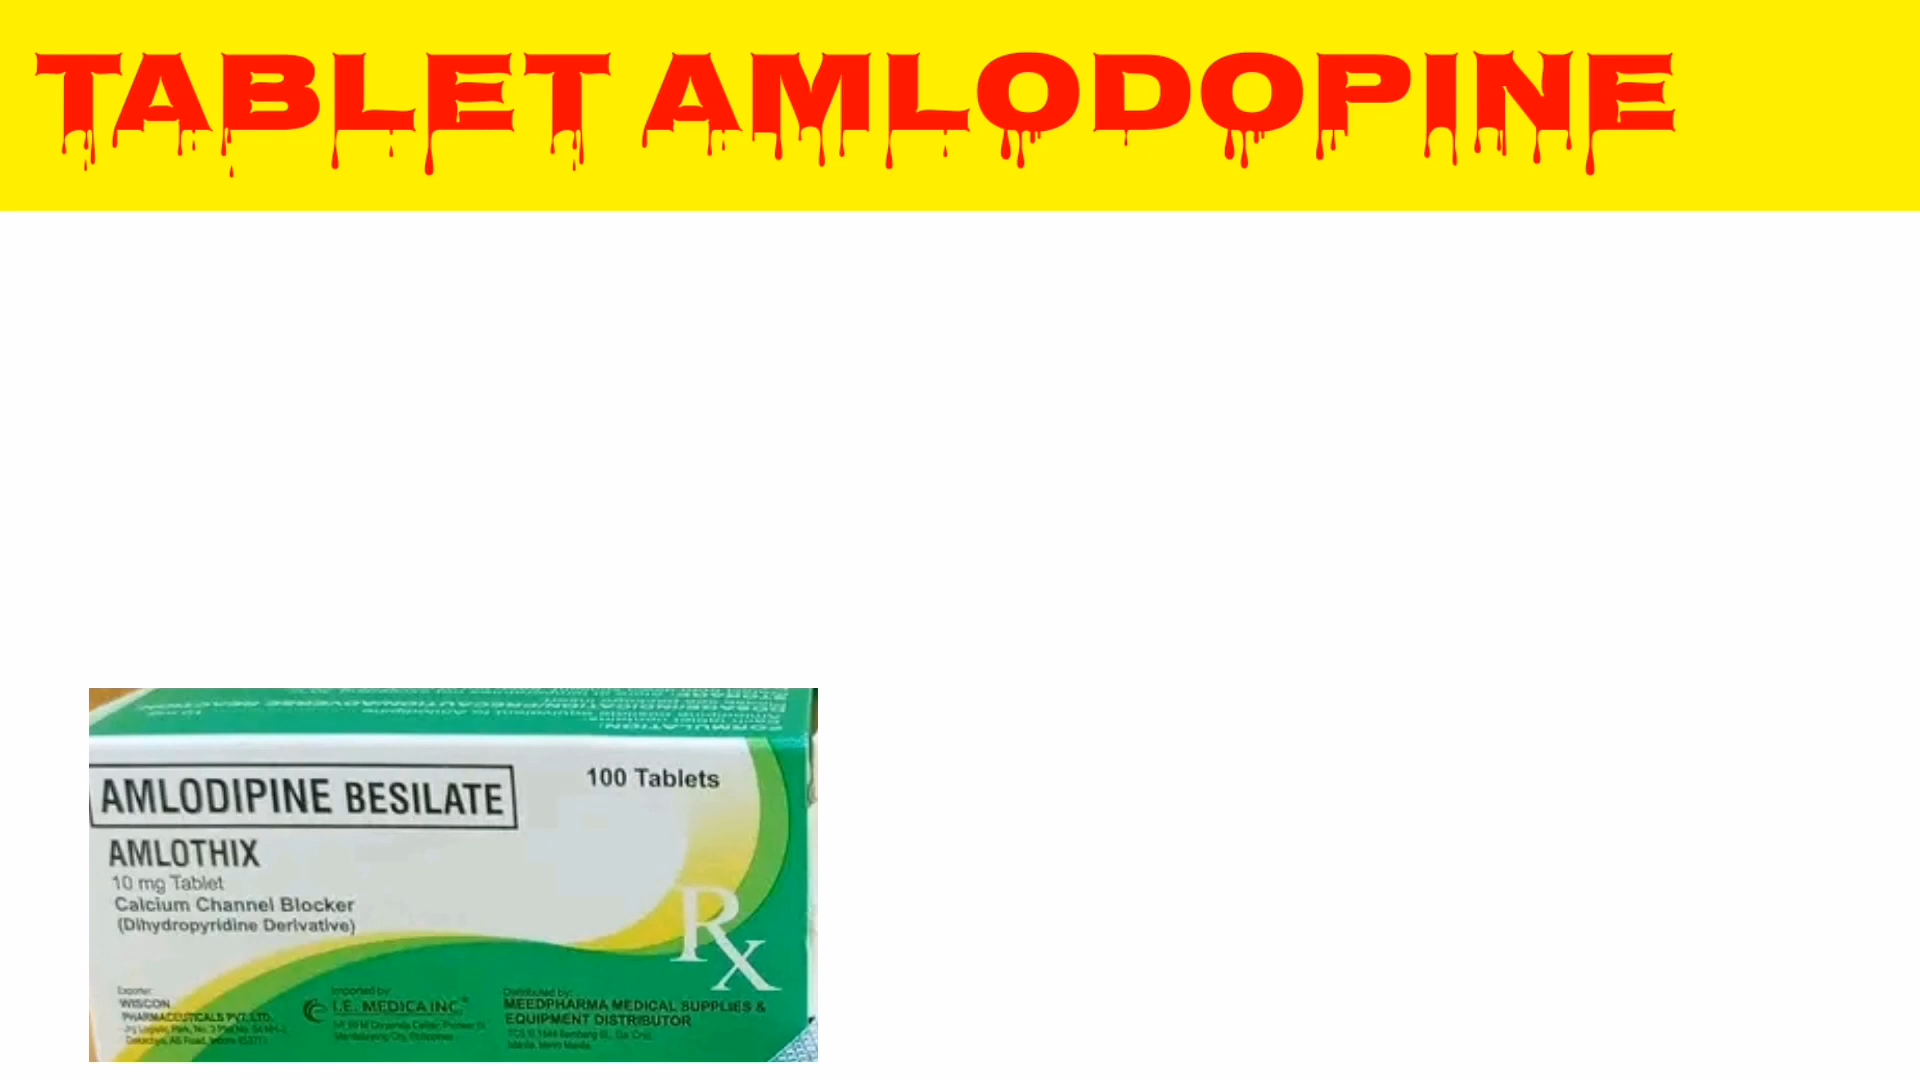 TABLET AMLODOPINE
FORMULATION:
100 Tablets
AMLODIPINE BESILATE
AMLOTHIX
10 mg Tablet
Calcium Channel Blocker
(Dihydropyridine Derivative)
Rx
Exporter:
WISCON
PHARMACEUTICALS PVT. LTD.
Imported by:
I.E. MEDICA INC.®
Distributed by:
MEEDPHARMA MEDICAL SUPPLIES &
EQUIPMENT DISTRIBUTOR